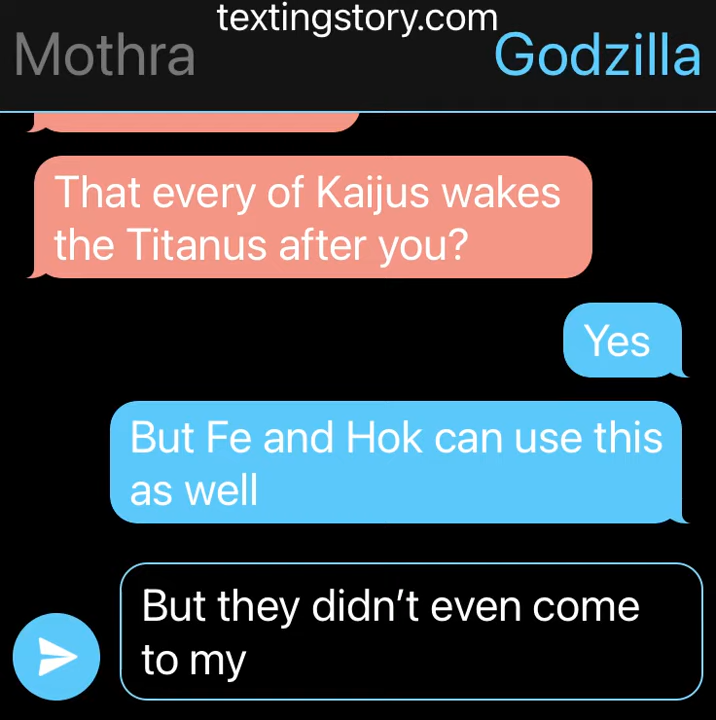 textingstory.com
Mothra
Godzilla
That every of Kaijus wakes
the Titanus after you?
Yes
But Fe and Hok can use this
as well
But they didn’t even come
to my